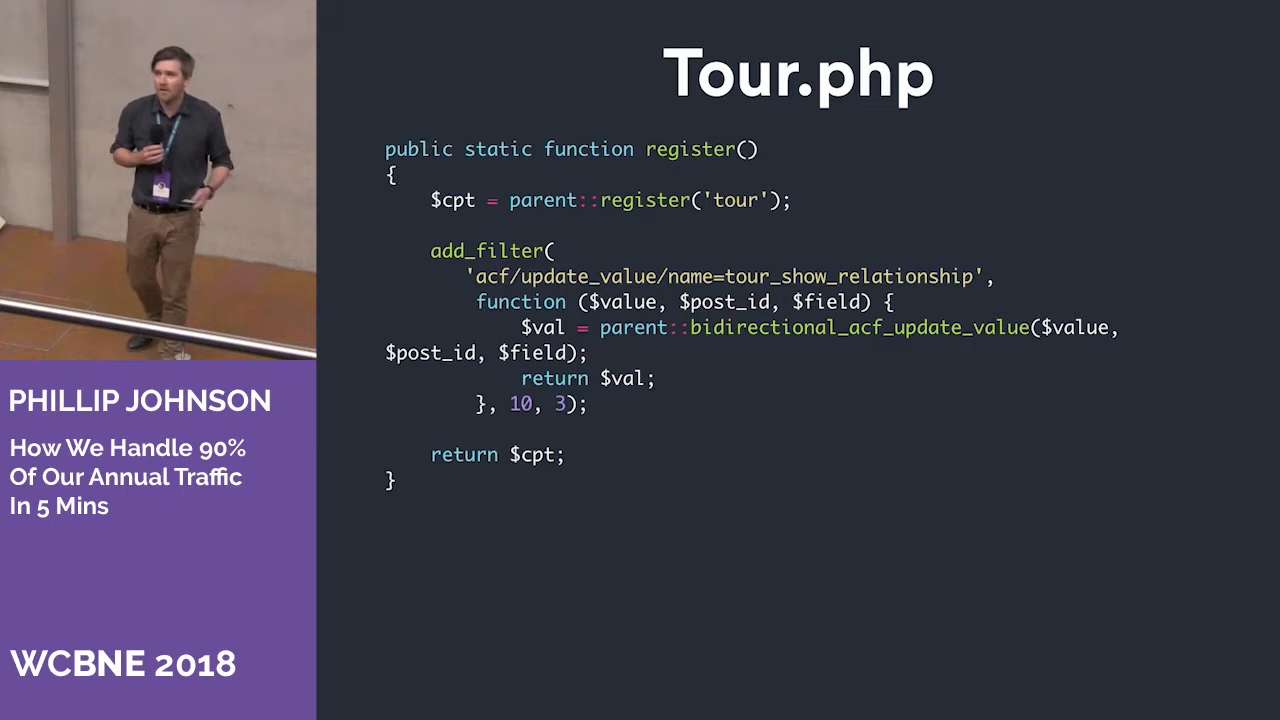 Tour.php
public static function register()
{
$cpt = parent::register('tour');
add_filter(
'acf/update_value/name=tour_show_relationship',
function ($value, $post_id, $field) {
$val = parent::bidirectional_acf_update_value($value,
$post_id, $field);
return $val;
}, 10, 3);
return $cpt;
}
PHILLIP JOHNSON
How We Handle 90%
Of Our Annual Traffic
In 5 Mins
WCBNE 2018